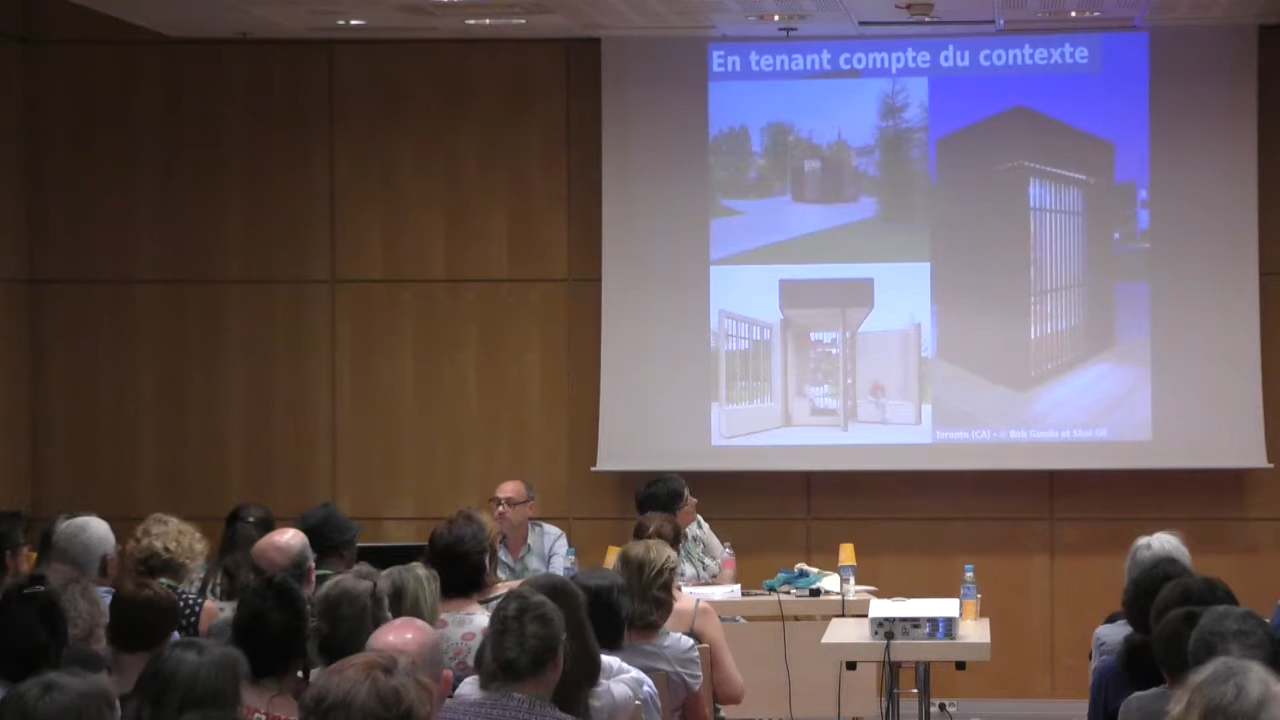 En tenant compte du contexte
Toronto (CA) - © Bob Gundu et Shai Gil